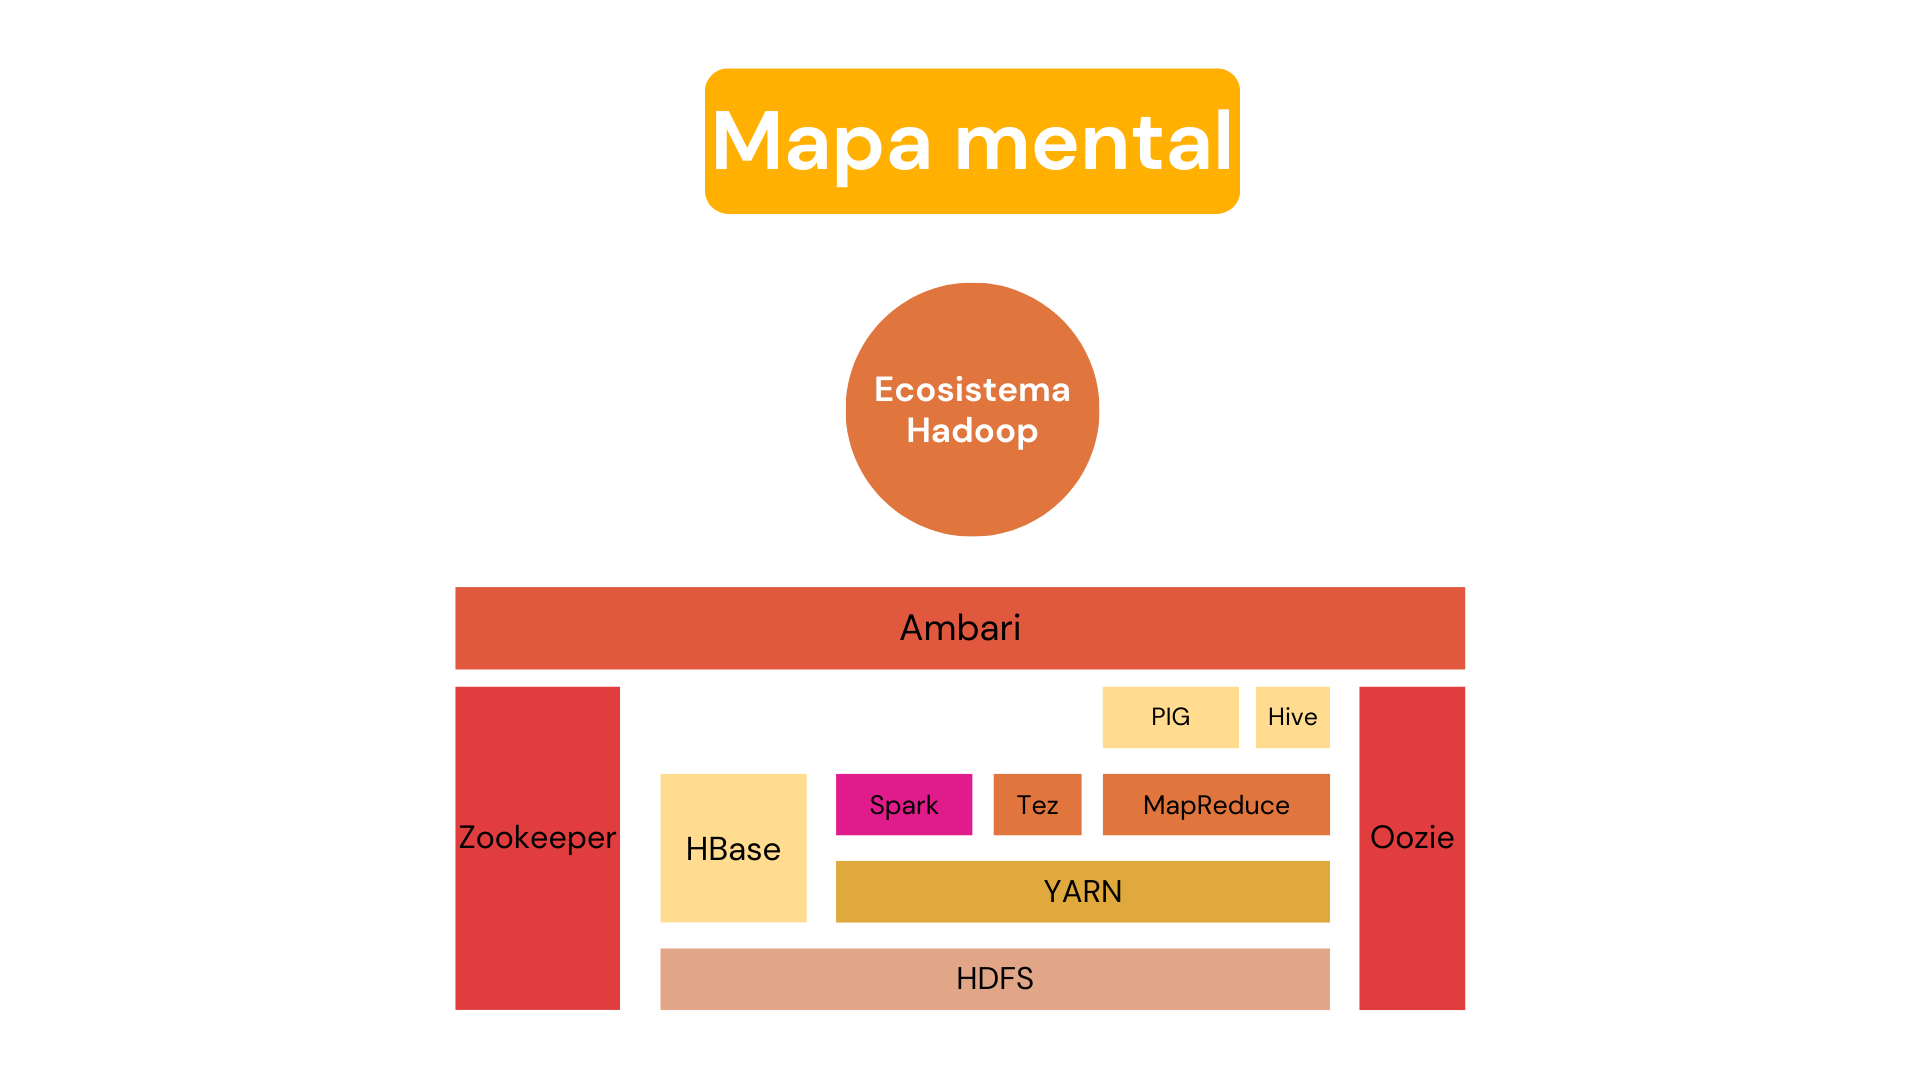 Mapa mental
Ecosistema
Hadoop
Ambari
PIG
Hive
Spark
Tez
MapReduce
Zookeeper
HBase
Oozie
YARN
HDFS